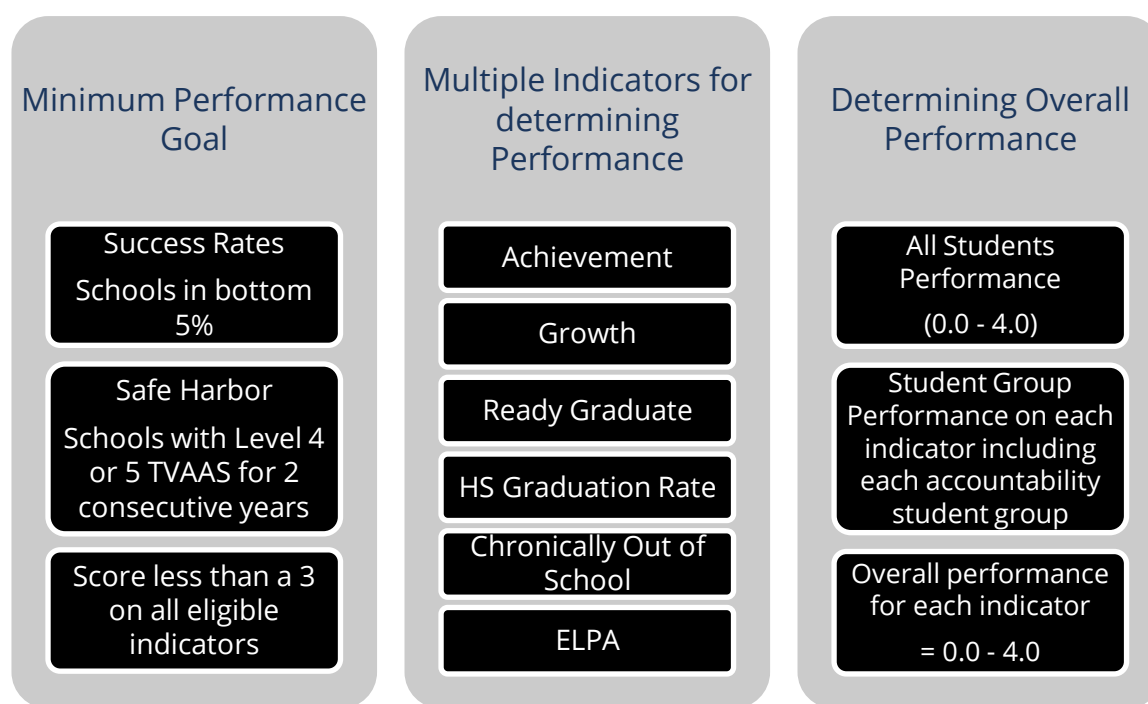 Minimum Performance
Goal
Success Rates
Schools in bottom
5%
Safe Harbor
Schools with Level 4
or 5 TVAAS for 2
consecutive years
Score less than a 3
on all eligible
indicators
Multiple Indicators for
determining
Performance
Achievement
Growth
Ready Graduate
HS Graduation Rate
Chronically Out of
School
ELPA
Determining Overall
Performance
All Students
Performance
(0.0 - 4.0)
Student Group
Performance on each
indicator including
each accountability
student group
Overall performance
for each indicator
= 0.0 - 4.0